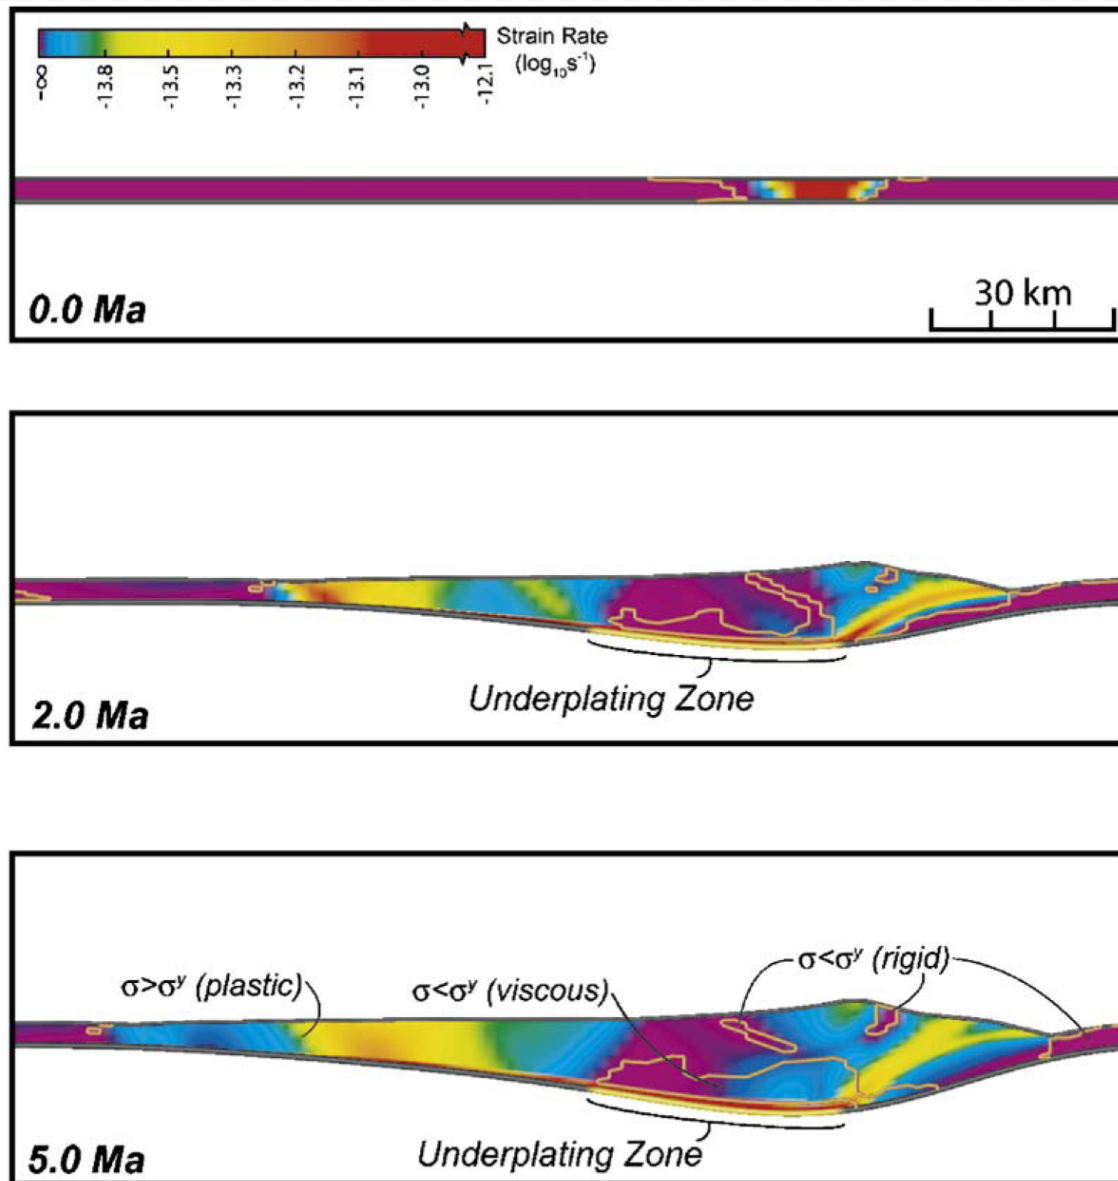 Strain Rate
(log₁₀s⁻¹)
-∞ -13.8 -13.5 -13.3 -13.2 -13.1 -13.0 -12.1
30 km
0.0 Ma
Underplating Zone
2.0 Ma
σ<σʸ (rigid)
σ>σʸ (plastic) σ<σʸ (viscous)
Underplating Zone
5.0 Ma